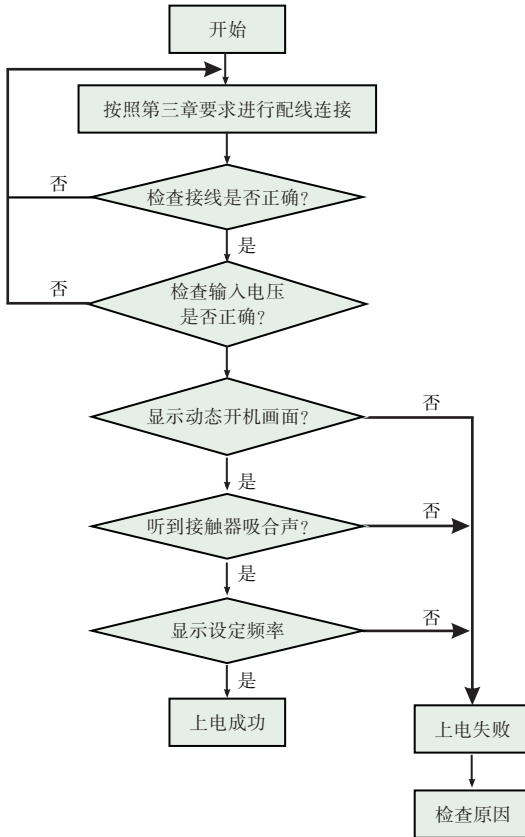 开始
按照第三章要求进行配线连接
否
检查接线是否正确?
是
否
检查输入电压
是否正确?
显示动态开机画面?
否
是
听到接触器吸合声?
否
是
显示设定频率
否
是
上电成功
上电失败
检查原因